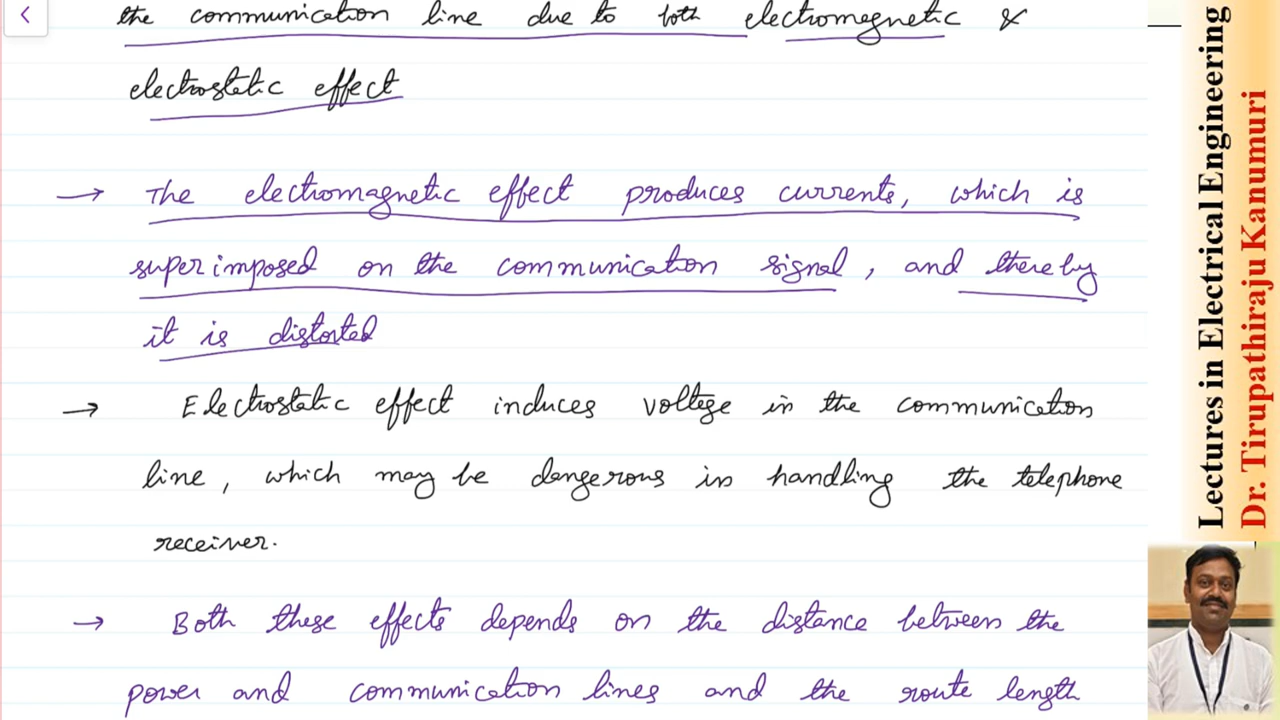 the communication line due to both electromagnetic &
electrostatic effect
→ The electromagnetic effect produces currents, which is
superimposed on the communication signal, and thereby
it is distorted
→ Electrostatic effect induces voltage in the communication
line, which may be dangerous in handling the telephone
receiver.
→ Both these effects depends on the distance between the
power and communication lines and the route length
Lectures in Electrical Engineering
Dr. Tirupathiraju Kanumuri